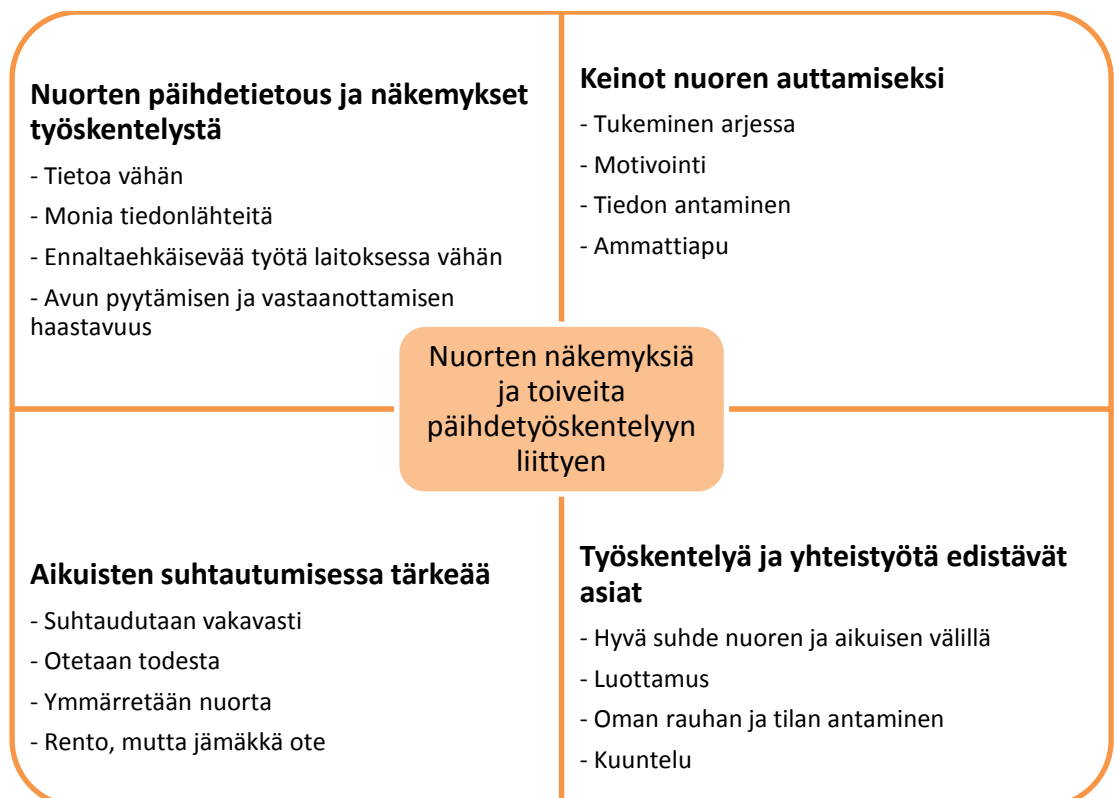 Nuorten päihdetietous ja näkemykset
työskentelystä
- Tietoa vähän
- Monia tiedonlähteitä
- Ennaltaehkäisevää työtä laitoksessa vähän
- Avun pyytämisen ja vastaanottamisen
haastavuus
Keinot nuoren auttamiseksi
- Tukeminen arjessa
- Motivointi
- Tiedon antaminen
- Ammattiapu
Nuorten näkemyksiä
ja toiveita
päihdetyöskentelyyn
liittyen
Aikuisten suhtautumisessa tärkeää
- Suhtaudutaan vakavasti
- Otetaan todesta
- Ymmärretään nuorta
- Rento, mutta jämäkkä ote
Työskentelyä ja yhteistyötä edistävät
asiat
- Hyvä suhde nuoren ja aikuisen välillä
- Luottamus
- Oman rauhan ja tilan antaminen
- Kuuntelu